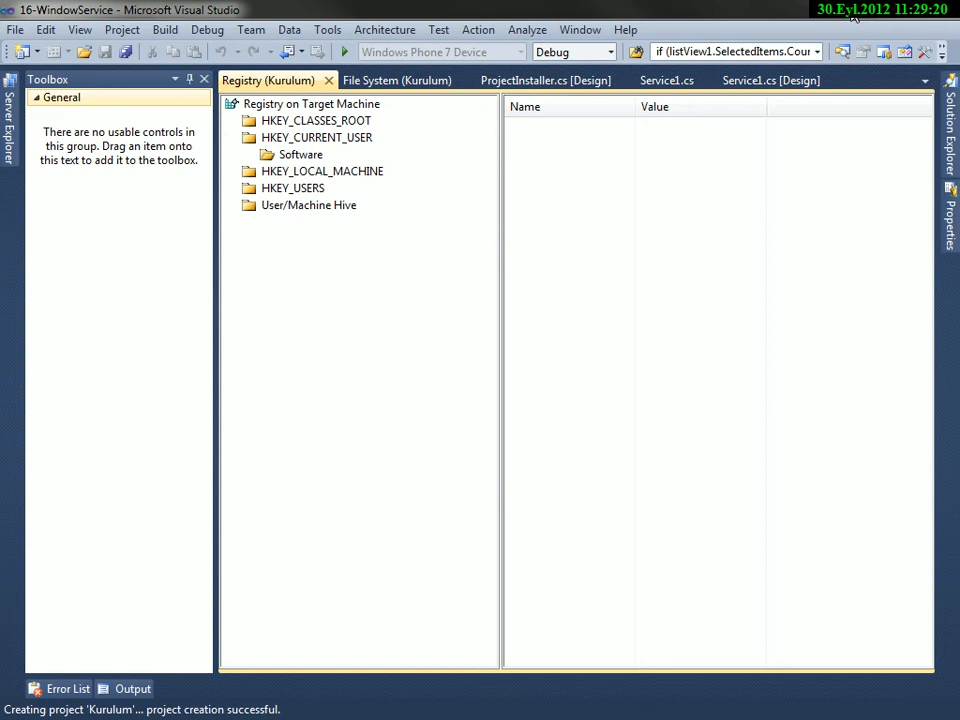 16-WindowService - Microsoft Visual Studio
30.Eyl.2012 11:29:20
File Edit View Project Build Debug Team Data Tools Architecture Test Action Analyze Window Help
Windows Phone 7 Device Debug if (listView1.SelectedItems.Cour
Server Explorer
Toolbox
General
There are no usable controls in
this group. Drag an item onto
this text to add it to the toolbox.
Registry (Kurulum) File System (Kurulum) ProjectInstaller.cs [Design] Service1.cs Service1.cs [Design]
Registry on Target Machine
HKEY_CLASSES_ROOT
HKEY_CURRENT_USER
Software
HKEY_LOCAL_MACHINE
HKEY_USERS
User/Machine Hive
Name Value
Solution Explorer
Properties
Error List Output
Creating project 'Kurulum'... project creation successful.